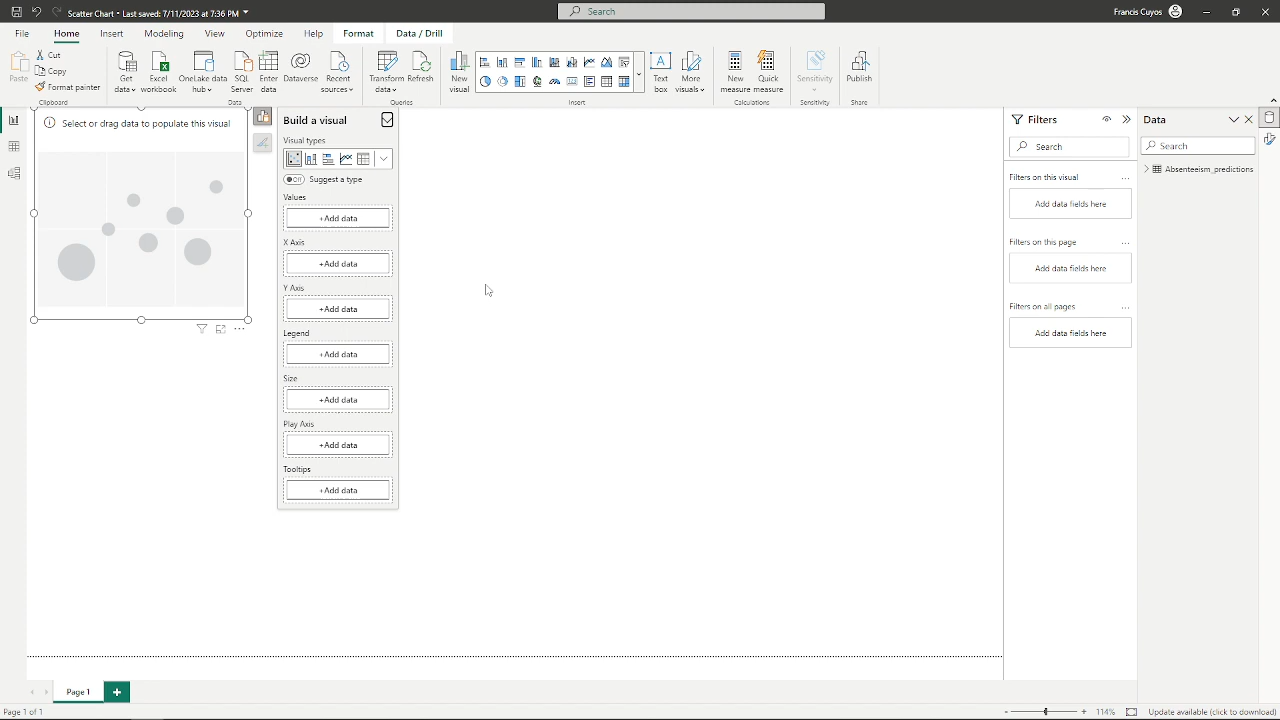 Scatter Chart • Last saved: 7/11/2023 at 7:36 PM
Search
Francis Cuyos
File
Home
Insert
Modeling
View
Optimize
Help
Format
Data / Drill
Paste
Cut
Copy
Format painter
Clipboard
Get data
Excel workbook
OneLake data hub
SQL Server
Enter data
Dataverse
Recent sources
Data
Transform data
Refresh
Queries
New visual
Text box
More visuals
Insert
New measure
Quick measure
Calculations
Sensitivity
Sensitivity
Publish
Share
Select or drag data to populate this visual
Build a visual
Visual types
Off
Suggest a type
Values
+Add data
X Axis
+Add data
Y Axis
+Add data
Legend
+Add data
Size
+Add data
Play Axis
+Add data
Tooltips
+Add data
Filters
Search
Filters on this visual
Add data fields here
Filters on this page
Add data fields here
Filters on all pages
Add data fields here
Data
Search
Absenteeism_predictions
Page 1
Page 1 of 1
114%
Update available (click to download)